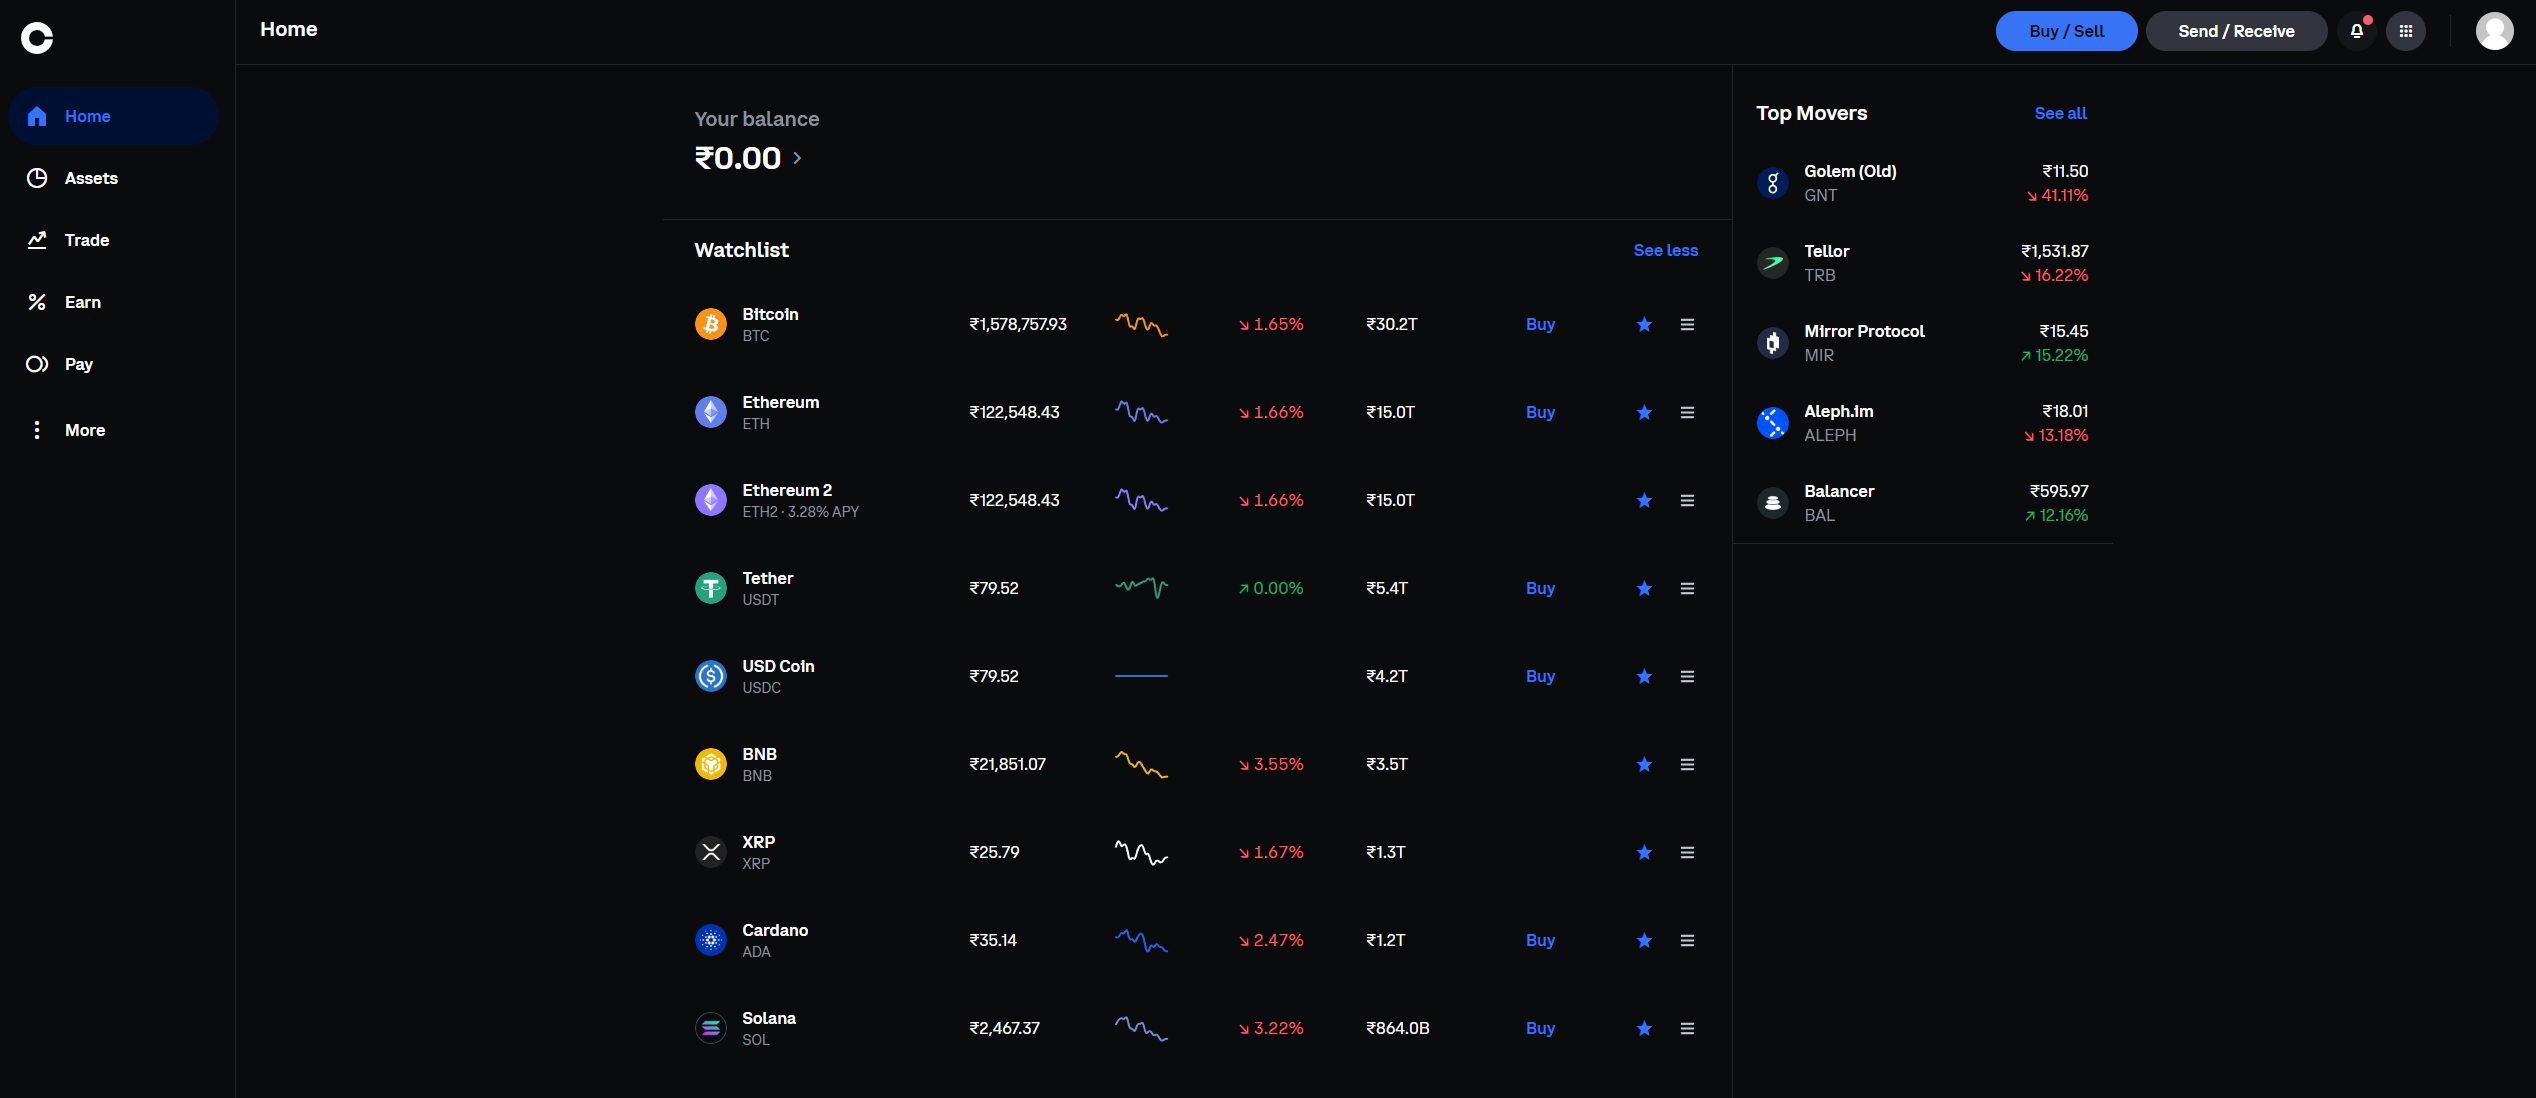 Home
Buy / Sell
Send / Receive
Home
Assets
Trade
Earn
Pay
More
Your balance
₹0.00
Watchlist
See less
Bitcoin
BTC
₹1,578,757.93
↘ 1.65%
₹30.2T
Buy
Ethereum
ETH
₹122,548.43
↘ 1.66%
₹15.0T
Buy
Ethereum 2
ETH2 · 3.28% APY
₹122,548.43
↘ 1.66%
₹15.0T
Tether
USDT
₹79.52
↗ 0.00%
₹5.4T
Buy
USD Coin
USDC
₹79.52
₹4.2T
Buy
BNB
BNB
₹21,851.07
↘ 3.55%
₹3.5T
XRP
XRP
₹25.79
↘ 1.67%
₹1.3T
Cardano
ADA
₹35.14
↘ 2.47%
₹1.2T
Buy
Solana
SOL
₹2,467.37
↘ 3.22%
₹864.0B
Buy
Top Movers
See all
Golem (Old)
GNT
₹11.50
↘ 41.11%
Tellor
TRB
₹1,531.87
↘ 16.22%
Mirror Protocol
MIR
₹15.45
↗ 15.22%
Aleph.im
ALEPH
₹18.01
↘ 13.18%
Balancer
BAL
₹595.97
↗ 12.16%